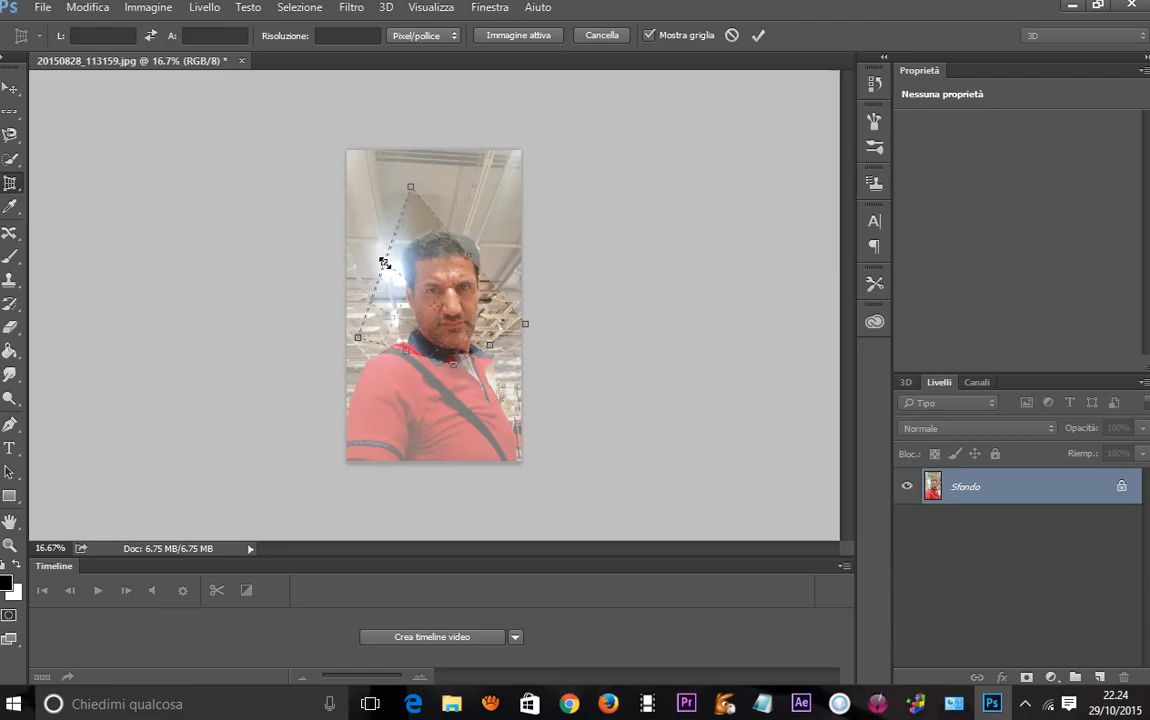 Ps File Modifica Immagine Livello Testo Selezione Filtro 3D Visualizza Finestra Aiuto
L: A: Risoluzione: Pixel/pollice Immagine attiva Cancella Mostra griglia 3D
20150828_113159.jpg @ 16.7% (RGB/8) *
Proprietà
Nessuna proprietà
3D Livelli Canali
Tipo
Normale Opacità: 100%
Bloc.: Riemp.: 100%
Sfondo
16.67% Doc: 6.75 MB/6.75 MB
Timeline
Crea timeline video
Chiedimi qualcosa
22.24
29/10/2015